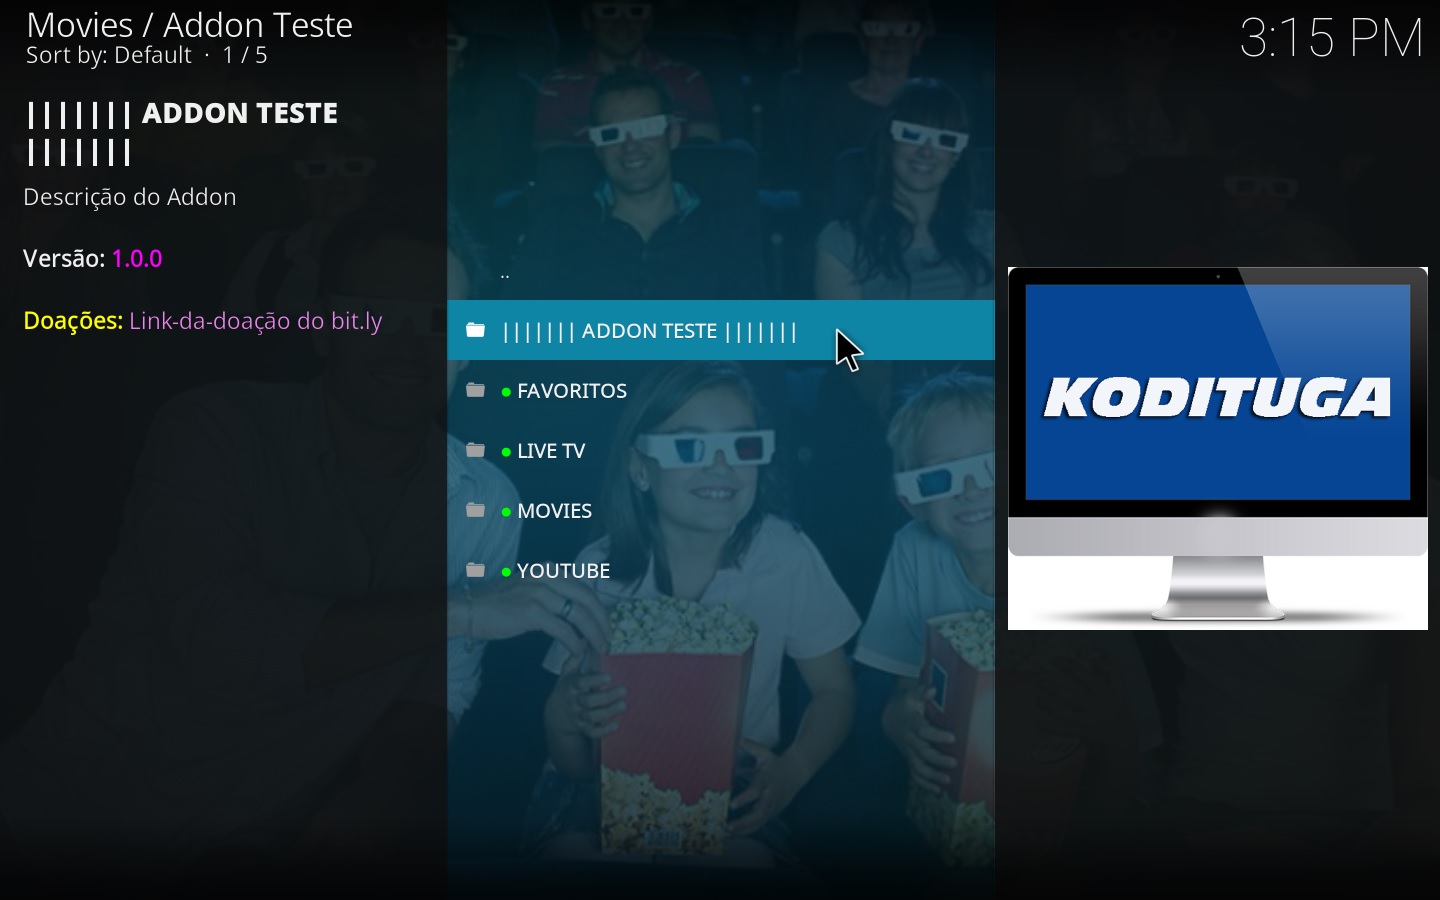 Movies / Addon Teste
Sort by: Default · 1 / 5
3:15 PM
||||||| ADDON TESTE
|||||||
Descrição do Addon
Versão: 1.0.0
Doações: Link-da-doação do bit.ly
..
||||||| ADDON TESTE |||||||
● FAVORITOS
● LIVE TV
● MOVIES
● YOUTUBE
KODITUGA